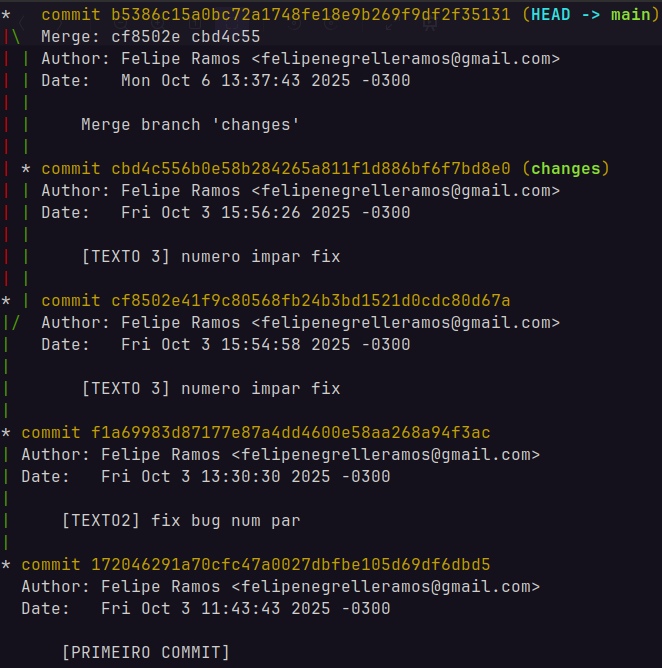 * commit b5386c15a0bc72a1748fe18e9b269f9df2f35131 (HEAD -> main)
|\ Merge: cf8502e cbd4c55
| | Author: Felipe Ramos <felipenegrelleramos@gmail.com>
| | Date: Mon Oct 6 13:37:43 2025 -0300
| |
| | Merge branch 'changes'
| |
| * commit cbd4c556b0e58b284265a811f1d886bf6f7bd8e0 (changes)
| | Author: Felipe Ramos <felipenegrelleramos@gmail.com>
| | Date: Fri Oct 3 15:56:26 2025 -0300
| |
| | [TEXTO 3] numero impar fix
| |
* | commit cf8502e41f9c80568fb24b3bd1521d0cdc80d67a
|/ Author: Felipe Ramos <felipenegrelleramos@gmail.com>
| Date: Fri Oct 3 15:54:58 2025 -0300
|
| [TEXTO 3] numero impar fix
|
* commit f1a69983d87177e87a4dd4600e58aa268a94f3ac
| Author: Felipe Ramos <felipenegrelleramos@gmail.com>
| Date: Fri Oct 3 13:30:30 2025 -0300
|
| [TEXTO2] fix bug num par
|
* commit 172046291a70cfc47a0027dbfbe105d69df6dbd5
Author: Felipe Ramos <felipenegrelleramos@gmail.com>
Date: Fri Oct 3 11:43:43 2025 -0300
[PRIMEIRO COMMIT]